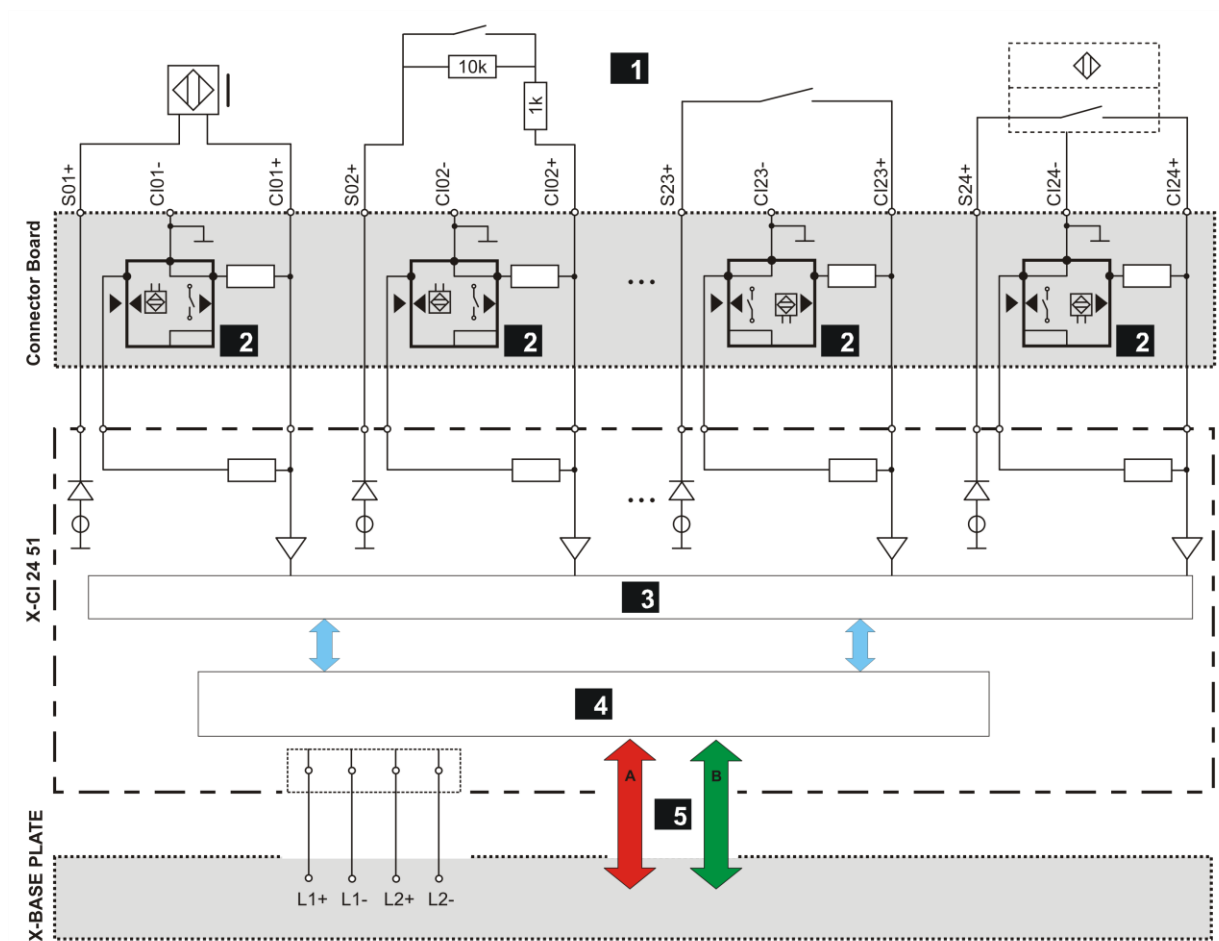 1
10k
1k
S01+
CI01-
CI01+
S02+
CI02-
CI02+
S23+
CI23-
CI23+
S24+
CI24-
CI24+
Connector Board
...
2
2
2
2
X-CI 24 51
...
3
4
A
B
5
X-BASE PLATE
L1+ L1- L2+ L2-